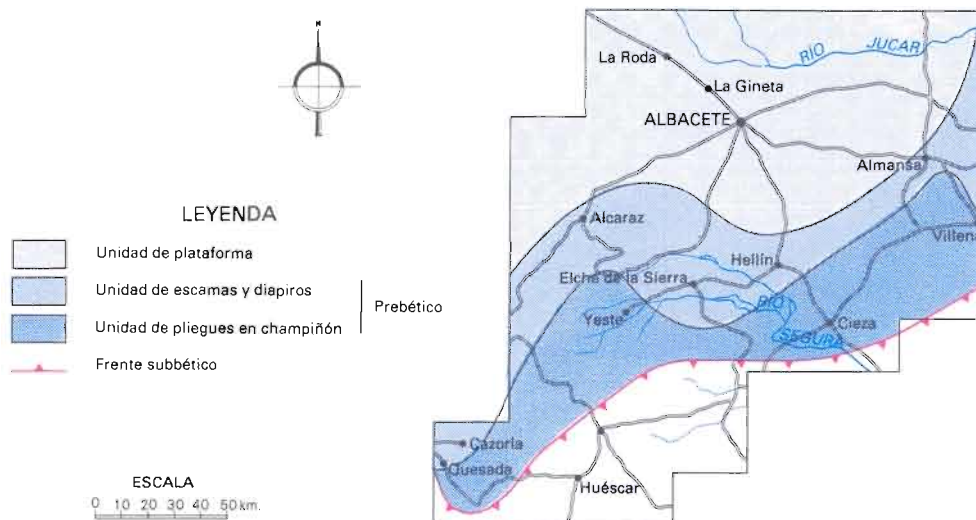 N
LEYENDA
Unidad de plataforma
Unidad de escamas y diapiros
Unidad de pliegues en champiñón
Prebético
Frente subbético
ESCALA
0 10 20 30 40 50 km.
RIO JUCAR
La Roda
La Gineta
ALBACETE
Almansa
Alcaraz
Villena
Hellín
Elche de la Sierra
RIO
Yeste
Cieza
SEGURA
Cazorla
Quesada
Huéscar